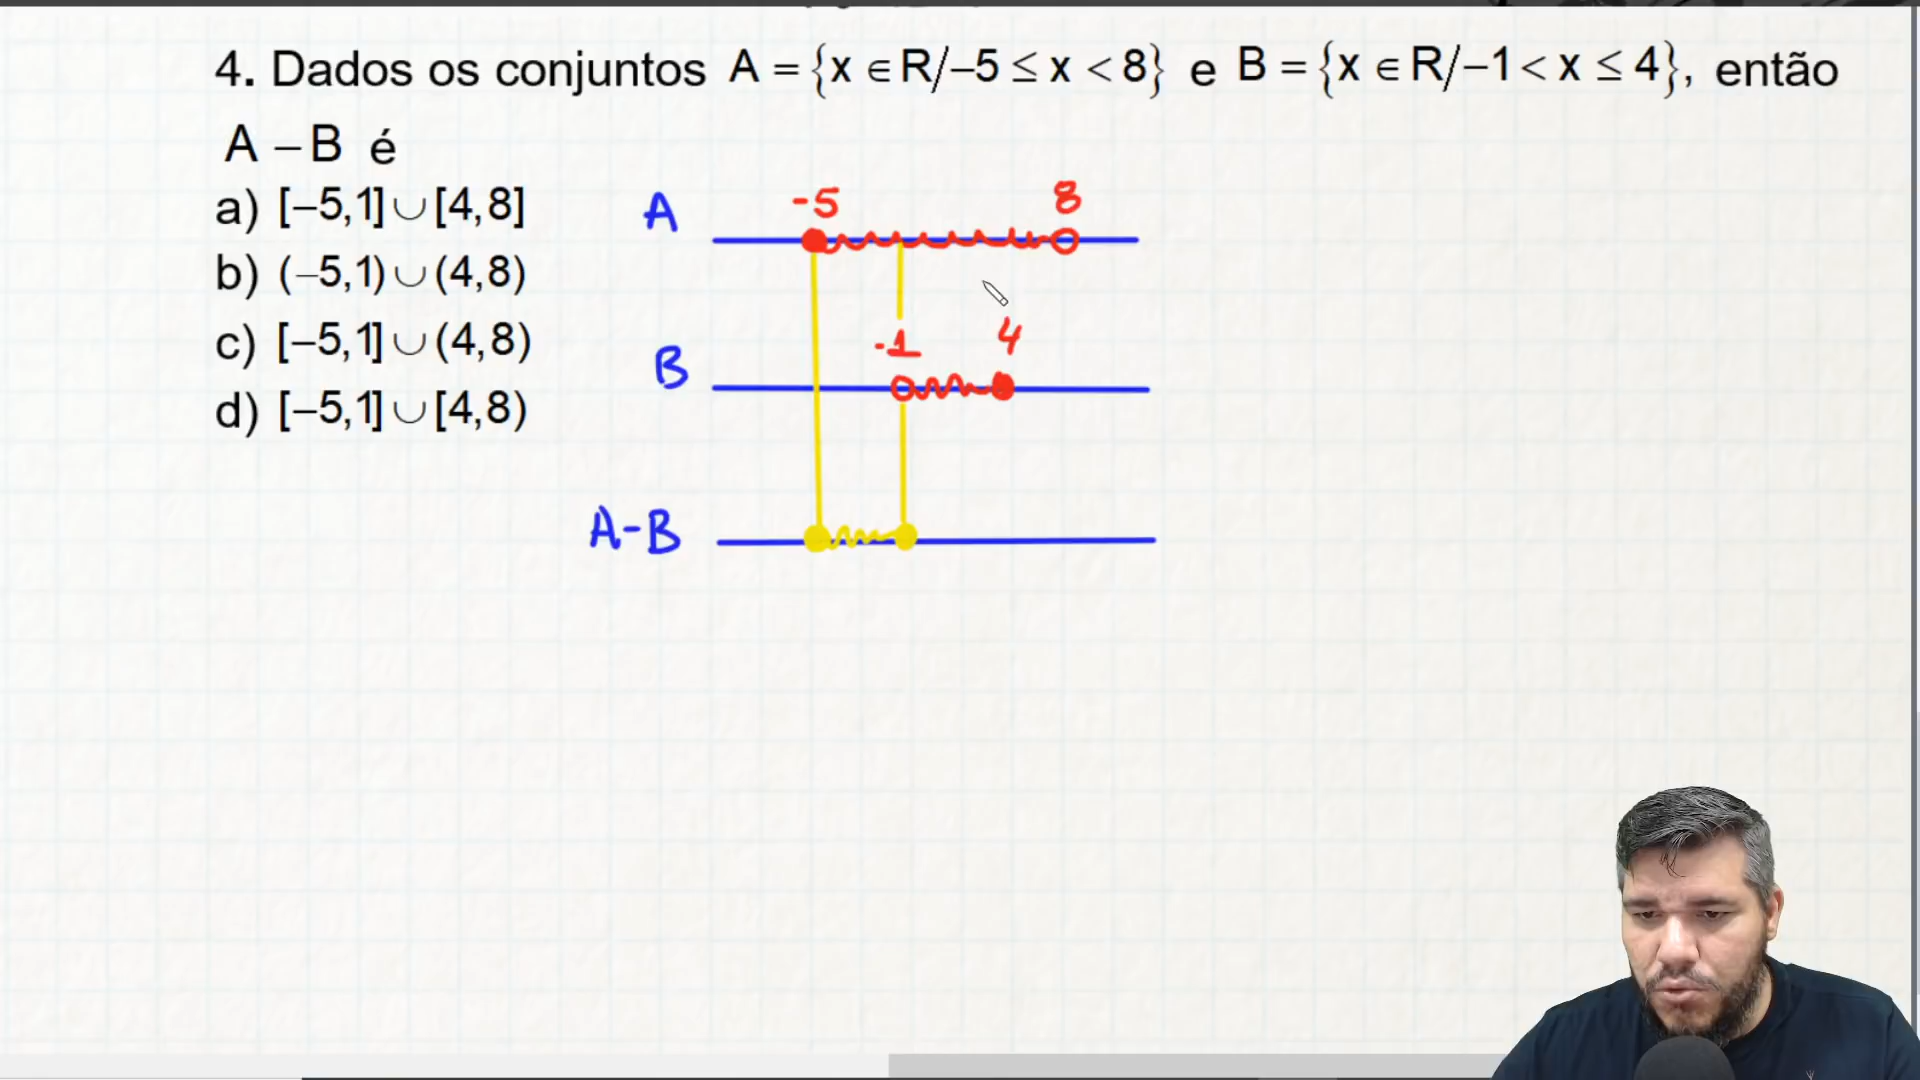 4. Dados os conjuntos A = {x ∈ R/−5 ≤ x < 8} e B = {x ∈ R/−1 < x ≤ 4}, então
A − B é
a) [−5,1] ∪ [4,8]
b) (−5,1) ∪ (4,8)
c) [−5,1] ∪ (4,8)
d) [−5,1] ∪ [4,8)
-5 8
A
-1 4
B
A-B